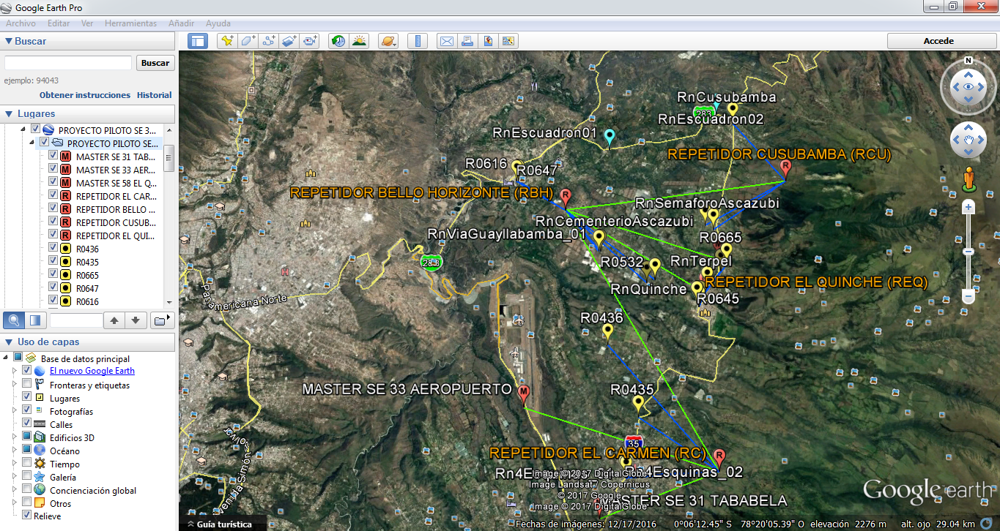 Google Earth Pro
Archivo Editar Ver Herramientas Añadir Ayuda
Buscar
Accede
Buscar
ejemplo: 94043
Obtener instrucciones Historial
Lugares
PROYECTO PILOTO SE 3...
PROYECTO PILOTO SE...
M MASTER SE 31 TAB...
M MASTER SE 33 AER...
M MASTER SE 58 EL Q...
R REPETIDOR EL CAR...
R REPETIDOR BELLO ...
R REPETIDOR CUSUB...
R REPETIDOR EL QUI...
R0436
R0435
R0665
R0647
R0616
Uso de capas
Base de datos principal
El nuevo Google Earth
Fronteras y etiquetas
Lugares
Fotografías
Calles
Edificios 3D
Océano
Tiempo
Galería
Concienciación global
Otros
Relieve
N
RnCusubamba
283
RnEscuadron02
RnEscuadron01
REPETIDOR CUSUBAMBA (RCU)
R
R0616
R0647
REPETIDOR BELLO HORIZONTE (RBH)
R
RnSemaforoAscazubi
RnCementerioAscazubi
RnViaGuayllabamba_01
R0665
28B
R0532
RnTerpel
H
REPETIDOR EL QUINCHE (REQ)
RnQuinche
R0645
Panamericana Norte
R0436
MASTER SE 33 AEROPUERTO
M
R0435
35
REPETIDOR EL CARMEN (RC)
R
Rn4Esquinas_02
Image © 2017 DigitalGlobe
Image Landsat / Copernicus
© 2017 Google
Image © 2017 DigitalGlobe
MASTER SE 31 TABABELA
Google earth
Guía turística
Fechas de imágenes: 12/17/2016 0°06'12.45" S 78°20'05.39" O elevación 2276 m alt. ojo 29.04 km